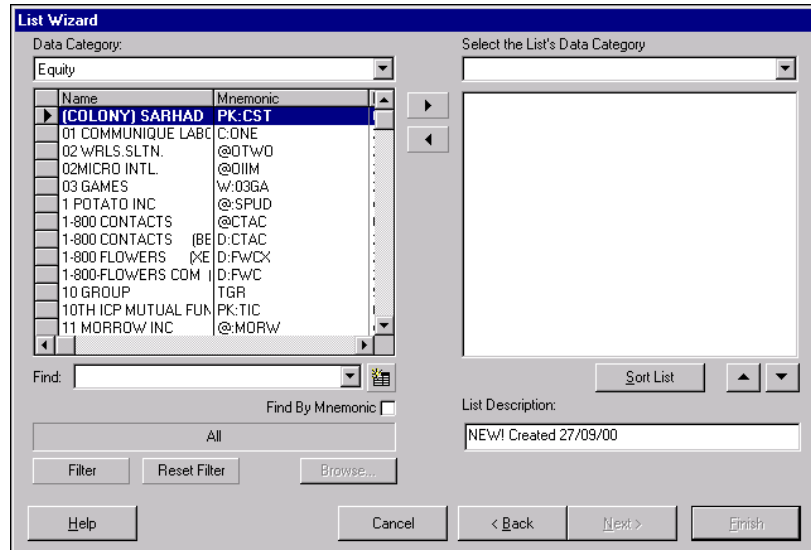 List Wizard
Data Category:
Select the List's Data Category
Equity
Name Mnemonic
(COLONY) SARHAD PK:CST
01 COMMUNIQUE LABO C:ONE
02 WRLS.SLTN. @OTWO
02MICRO INTL. @OIIM
03 GAMES W:03GA
1 POTATO INC @:SPUD
1-800 CONTACTS @CTAC
1-800 CONTACTS (BE D:CTAC
1-800 FLOWERS (XE D:FWCX
1-800-FLOWERS COM ( D:FWC
10 GROUP TGR
10TH ICP MUTUAL FUN PK:TIC
11 MORROW INC @:MORW
Find:
Sort List
Find By Mnemonic
List Description:
All
NEW! Created 27/09/00
Filter Reset Filter Browse...
Help Cancel < Back Next > Finish